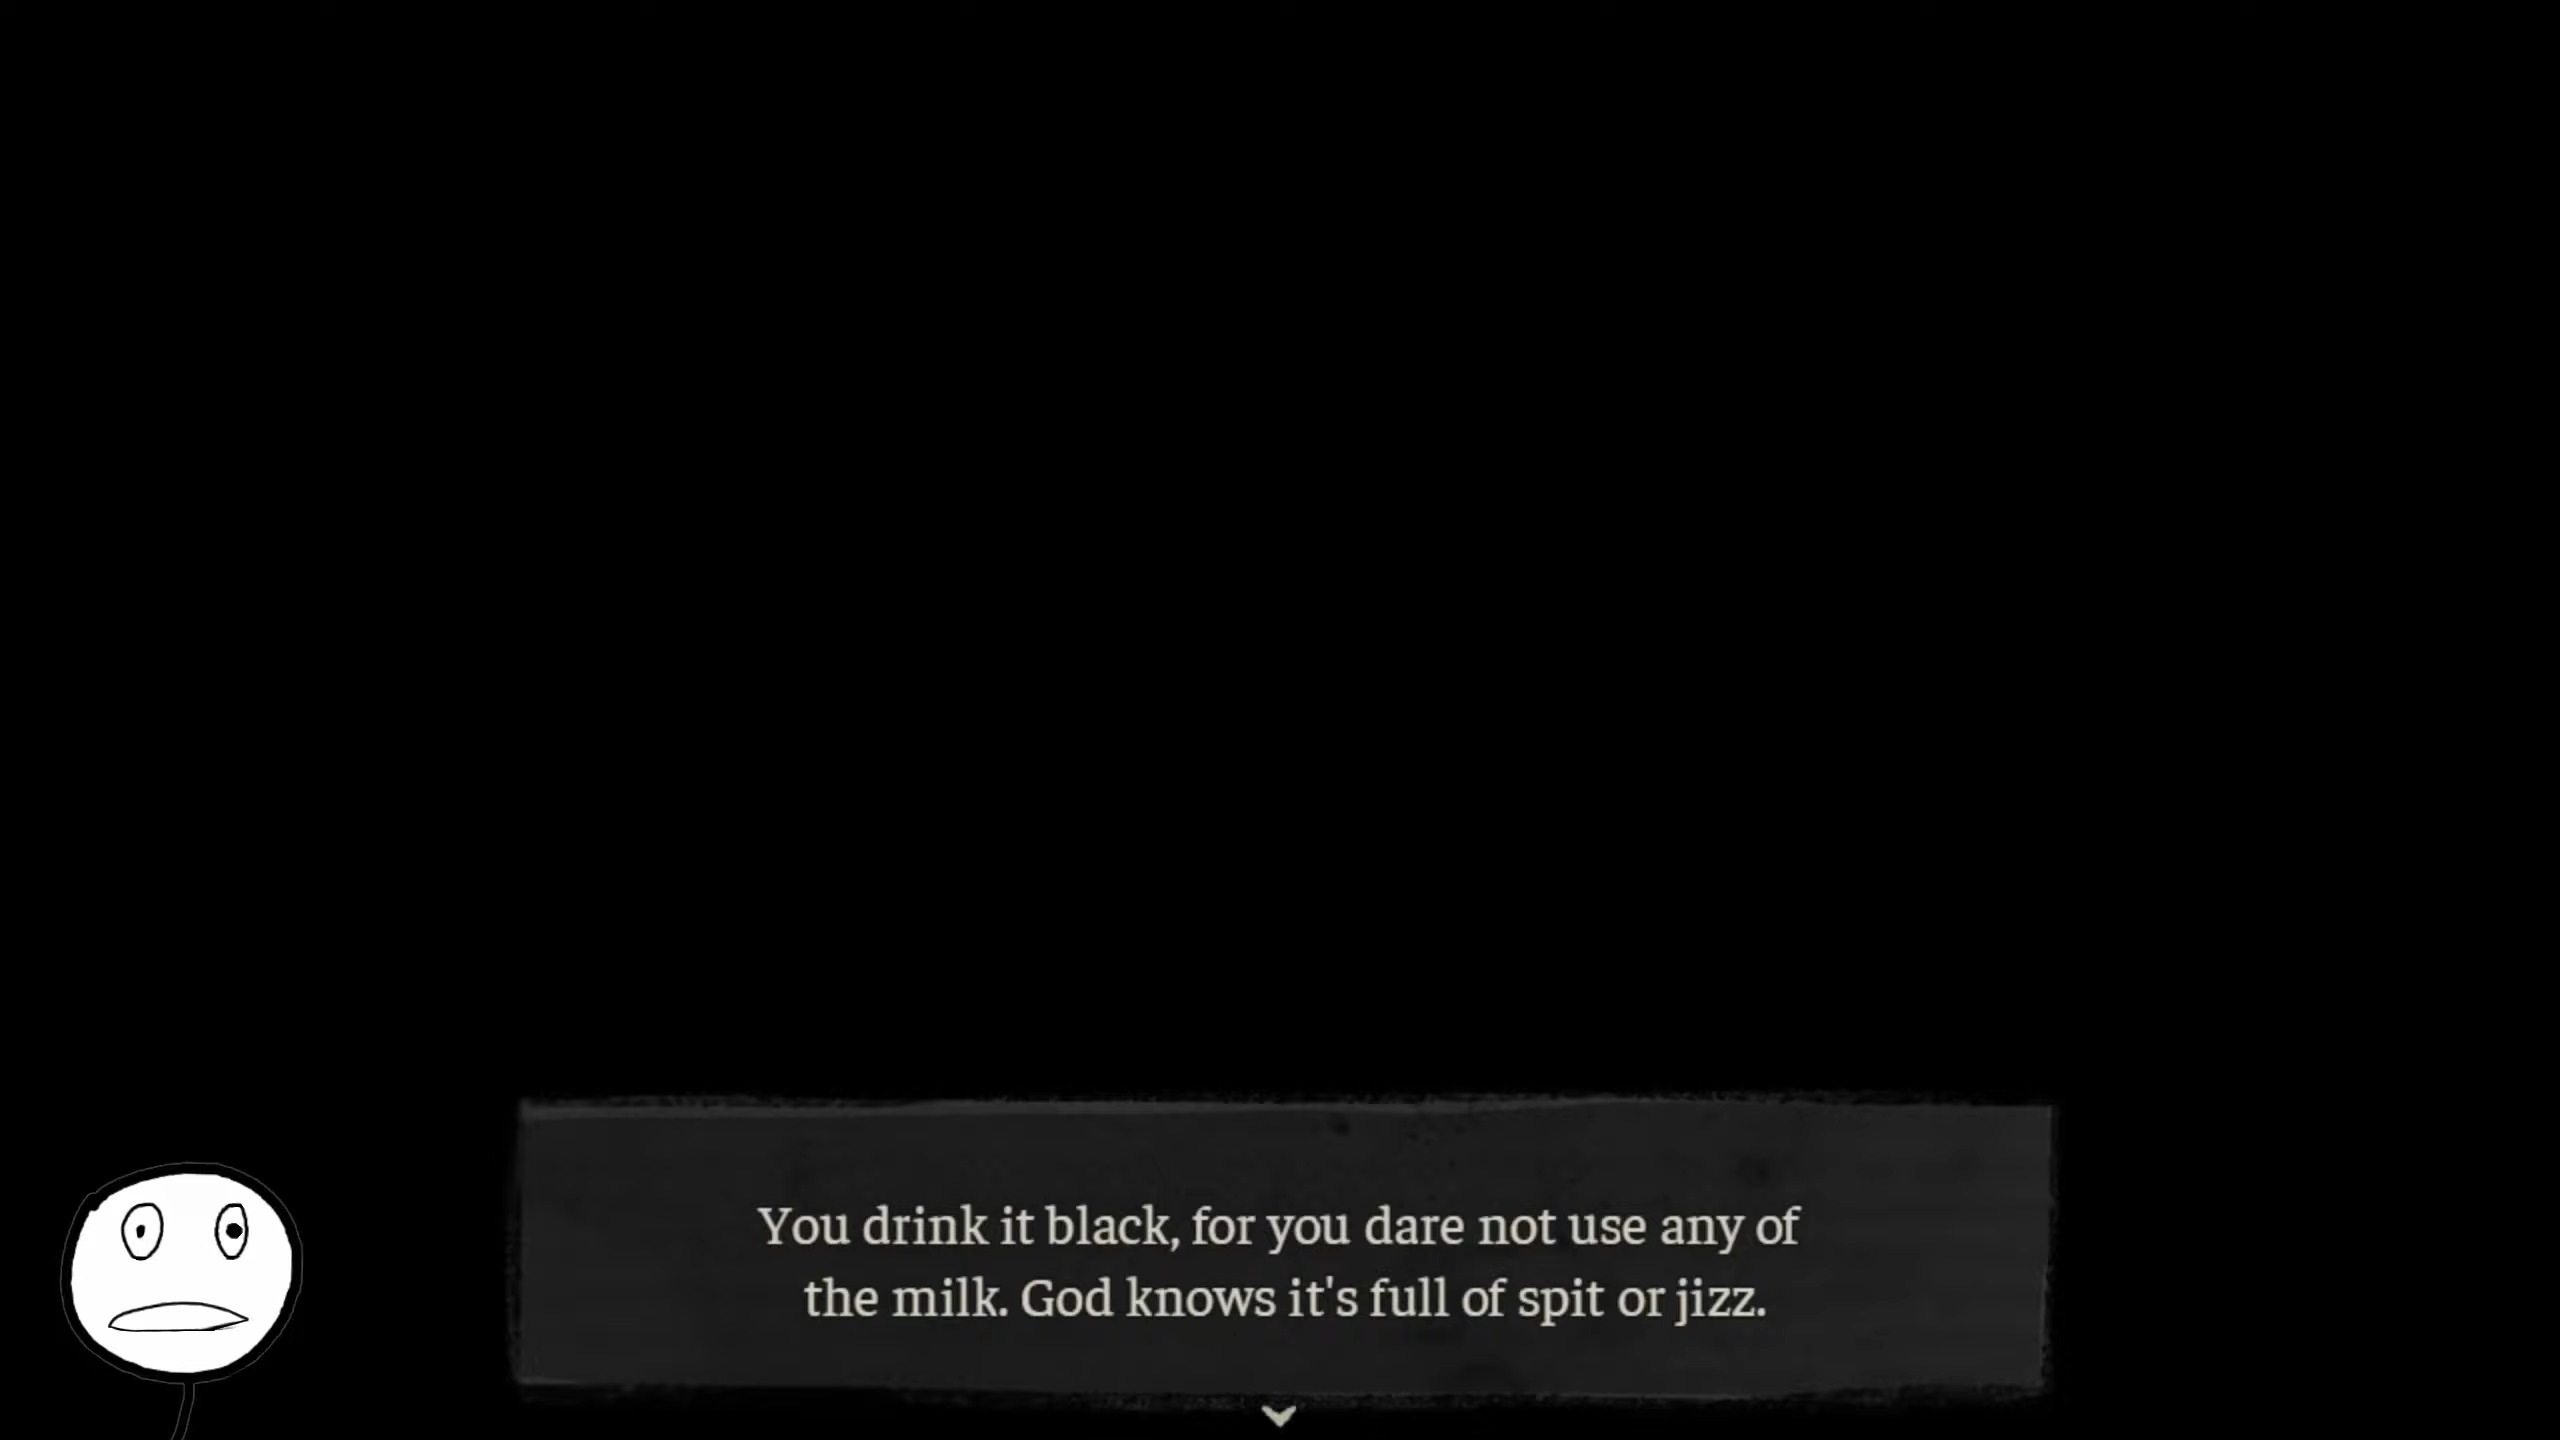 You drink it black, for you dare not use any of
the milk. God knows it's full of spit or jizz.